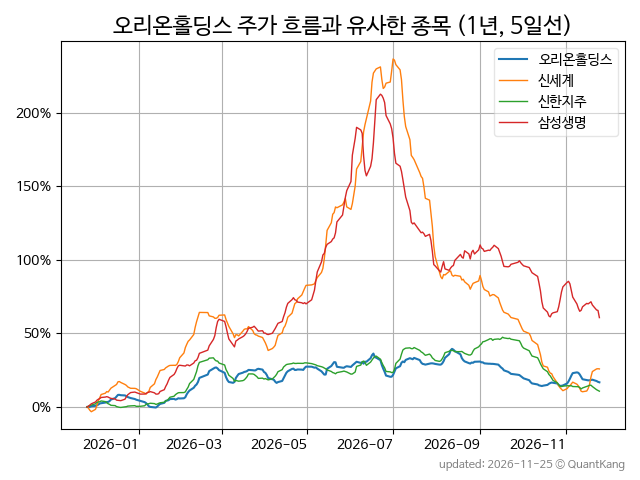 오리온홀딩스 주가 흐름과 유사한 종목 (1년, 5일선)
오리온홀딩스
신세계
신한지주
삼성생명
200%
150%
100%
50%
0%
2026-01 2026-03 2026-05 2026-07 2026-09 2026-11
updated: 2026-11-25 © QuantKang